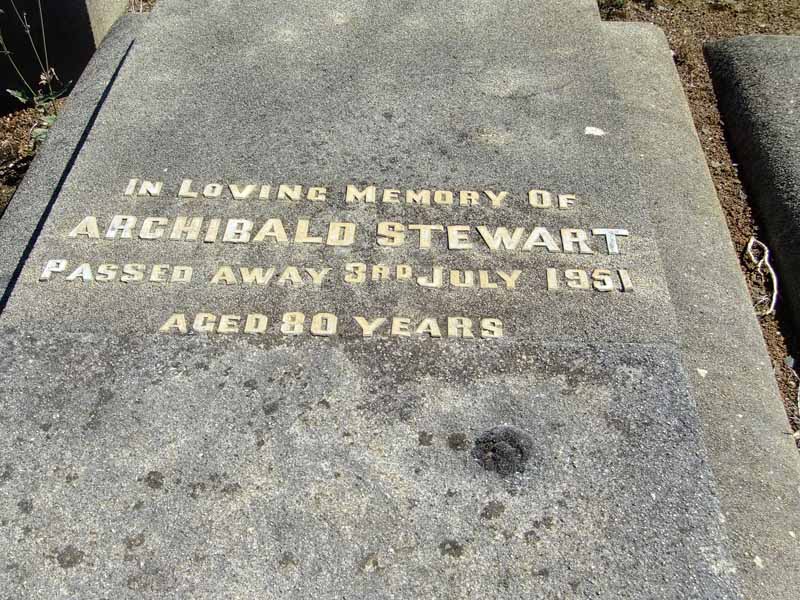 IN LOVING MEMORY OF
ARCHIBALD STEWART
PASSED AWAY 3RD JULY 1951
AGED 80 YEARS